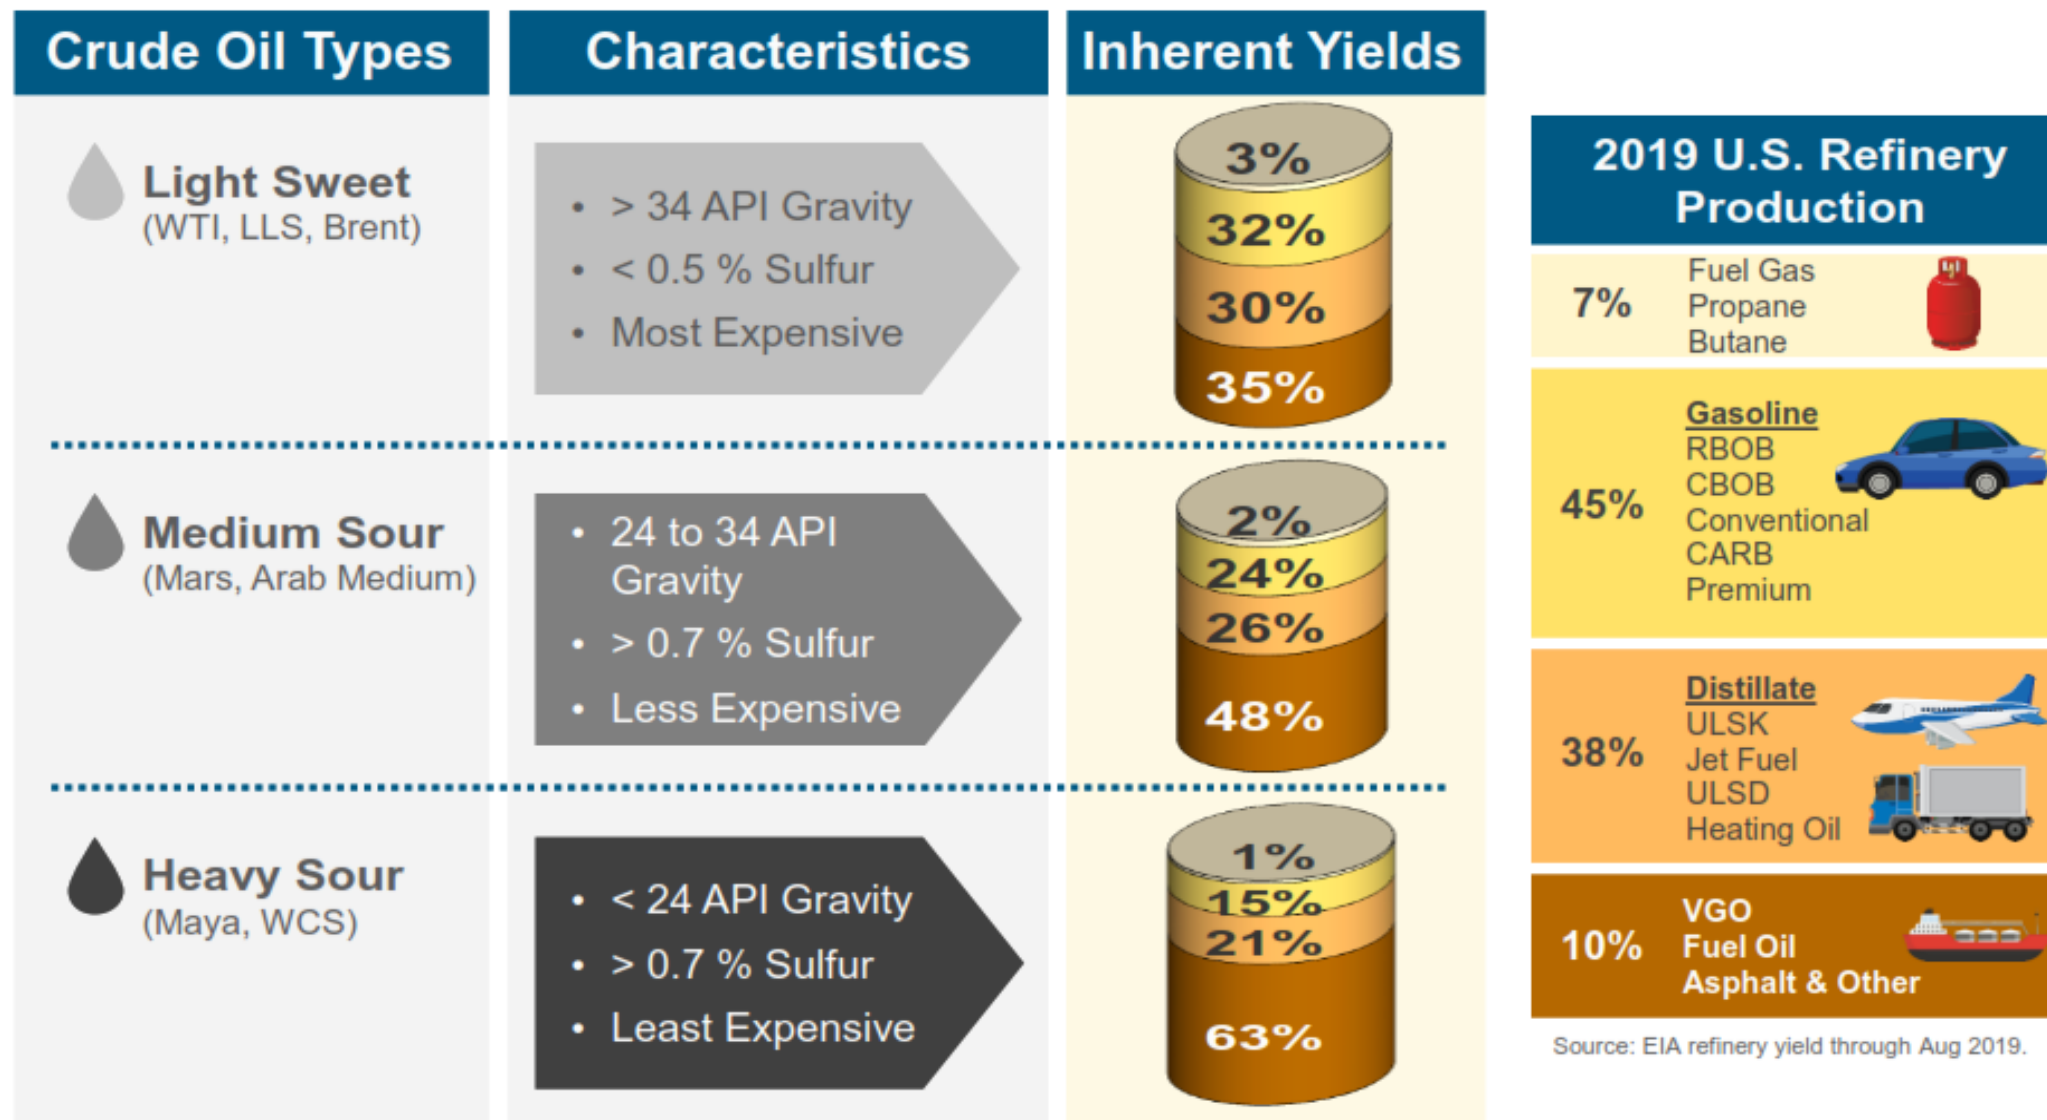 Crude Oil Types
Characteristics
Inherent Yields
Light Sweet
(WTI, LLS, Brent)
• > 34 API Gravity
• < 0.5 % Sulfur
• Most Expensive
3%
32%
30%
35%
Medium Sour
(Mars, Arab Medium)
• 24 to 34 API
Gravity
• > 0.7 % Sulfur
• Less Expensive
2%
24%
26%
48%
Heavy Sour
(Maya, WCS)
• < 24 API Gravity
• > 0.7 % Sulfur
• Least Expensive
1%
15%
21%
63%
2019 U.S. Refinery
Production
7%
Fuel Gas
Propane
Butane
45%
Gasoline
RBOB
CBOB
Conventional
CARB
Premium
38%
Distillate
ULSK
Jet Fuel
ULSD
Heating Oil
10%
VGO
Fuel Oil
Asphalt & Other
Source: EIA refinery yield through Aug 2019.